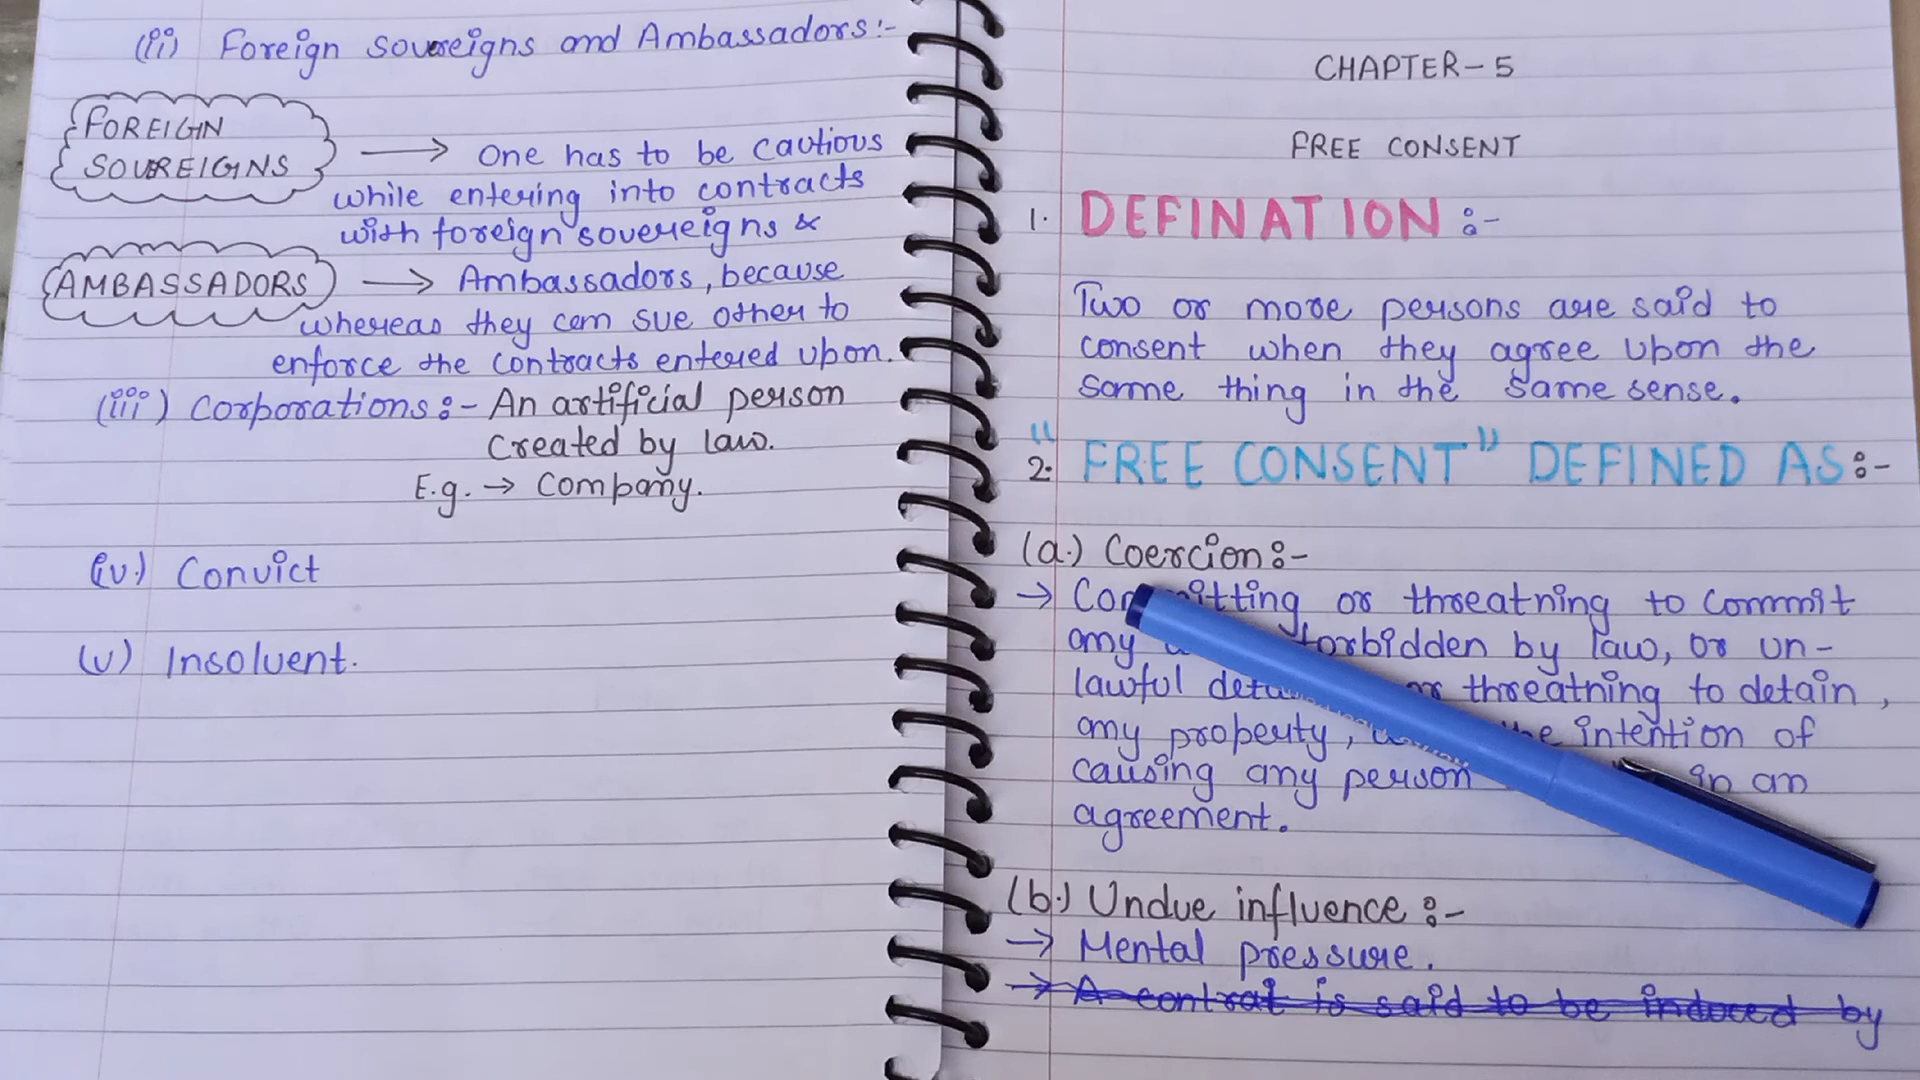 (ii) Foreign Sovereigns and Ambassadors:-
FOREIGN
SOVEREIGNS
→ One has to be cautious
while entering into contracts
with foreign sovereigns &
AMBASSADORS
→ Ambassadors, because
whereas they can sue other to
enforce the contracts entered upon.
(iii) Corporations:- An artificial person
Created by law.
E.g. → Company.
(iv.) Convict
(v) Insolvent.
CHAPTER-5
FREE CONSENT
1. DEFINATION:-
Two or more persons are said to
consent when they agree upon the
same thing in the same sense.
2. "FREE CONSENT" DEFINED AS:-
(a.) Coercion:-
→ or threatning to commit
any forbidden by law, or un-
lawful or threatning to detain,
any property, intention of
causing any person in an
agreement.
(b.) Undue influence:-
→ Mental pressure.
→ A contrat is said to be induced by